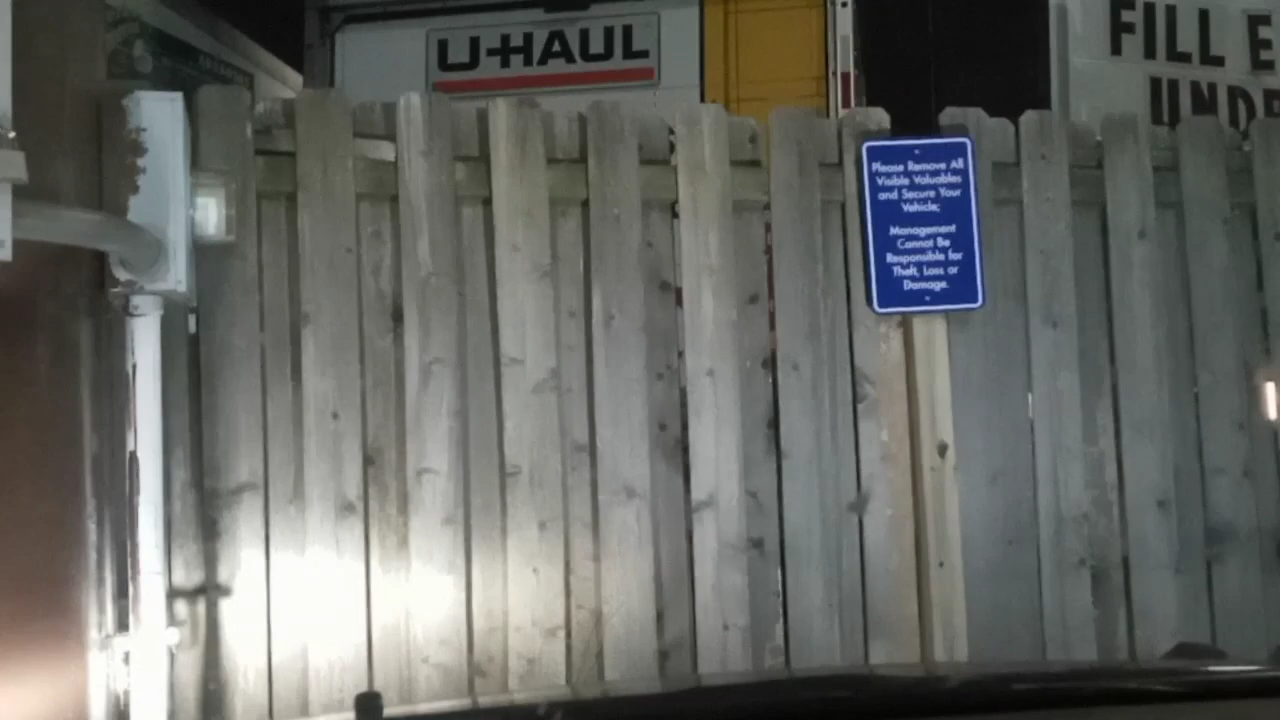 U-HAUL
FILL E
UNDE
Please Remove All
Visible Valuables
and Secure Your
Vehicle;
Management
Cannot Be
Responsible for
Theft, Loss or
Damage.